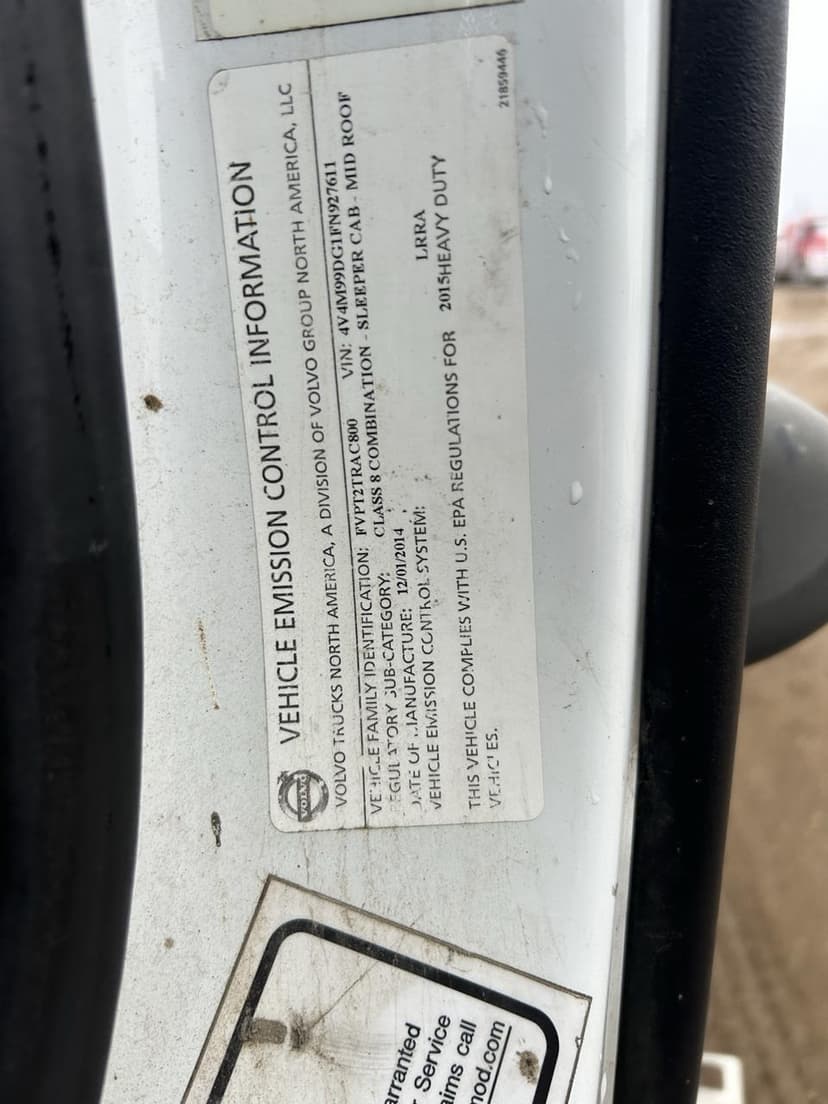 VEHICLE EMISSION CONTROL INFORMATION
VOLVO
VOLVO TRUCKS NORTH AMERICA, A DIVISION OF VOLVO GROUP NORTH AMERICA, LLC
VEHICLE FAMILY IDENTIFICATION: FVPT2TRAC800 VIN: 4V4M99DG1FN927611
REGULATORY SUB-CATEGORY: CLASS 8 COMBINATION - SLEEPER CAB - MID ROOF
DATE OF MANUFACTURE: 12/01/2014
VEHICLE EMISSION CONTROL SYSTEM: LRRA
THIS VEHICLE COMPLIES WITH U.S. EPA REGULATIONS FOR 2015HEAVY DUTY
VEHICLES.
21859446
arranted
Service
aims call
nod.com